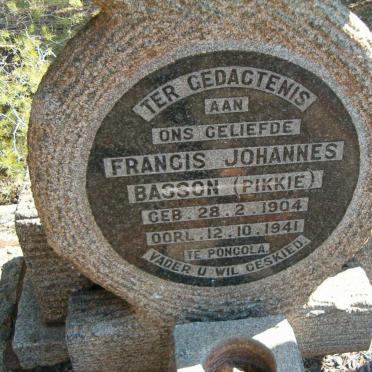 TER GEDAGTENIS
AAN
ONS GELIEFDE
FRANCIS JOHANNES
BASSON (PIKKIE)
GEB. 28. 2. 1904
OORL. 12. 10. 1941
TE PONGOLA
VADER U WIL GESKIED.